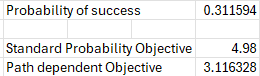 Probability of success 0.311594
Standard Probability Objective 4.98
Path dependent Objective 3.116328